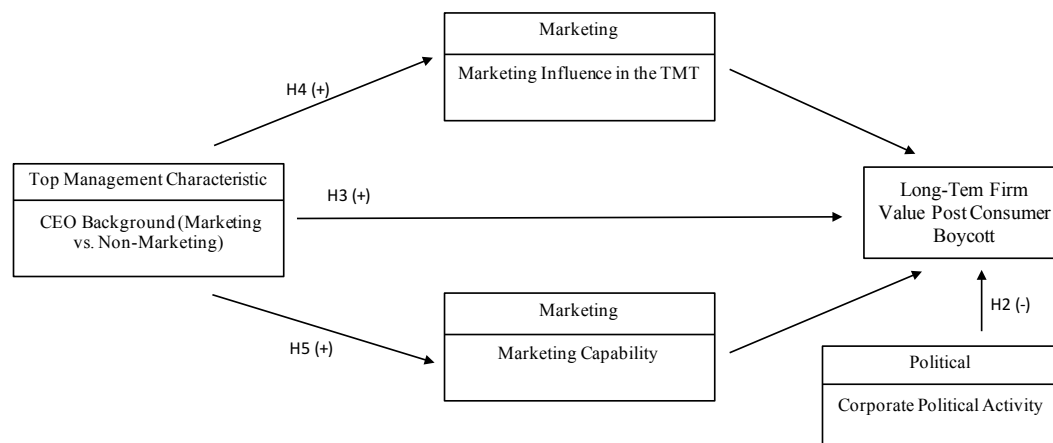 Marketing
Marketing Influence in the TMT
H4 (+)
Top Management Characteristic
CEO Background (Marketing
vs. Non-Marketing)
H3 (+)
Long-Tem Firm
Value Post Consumer
Boycott
H5 (+)
Marketing
Marketing Capability
H2 (-)
Political
Corporate Political Activity